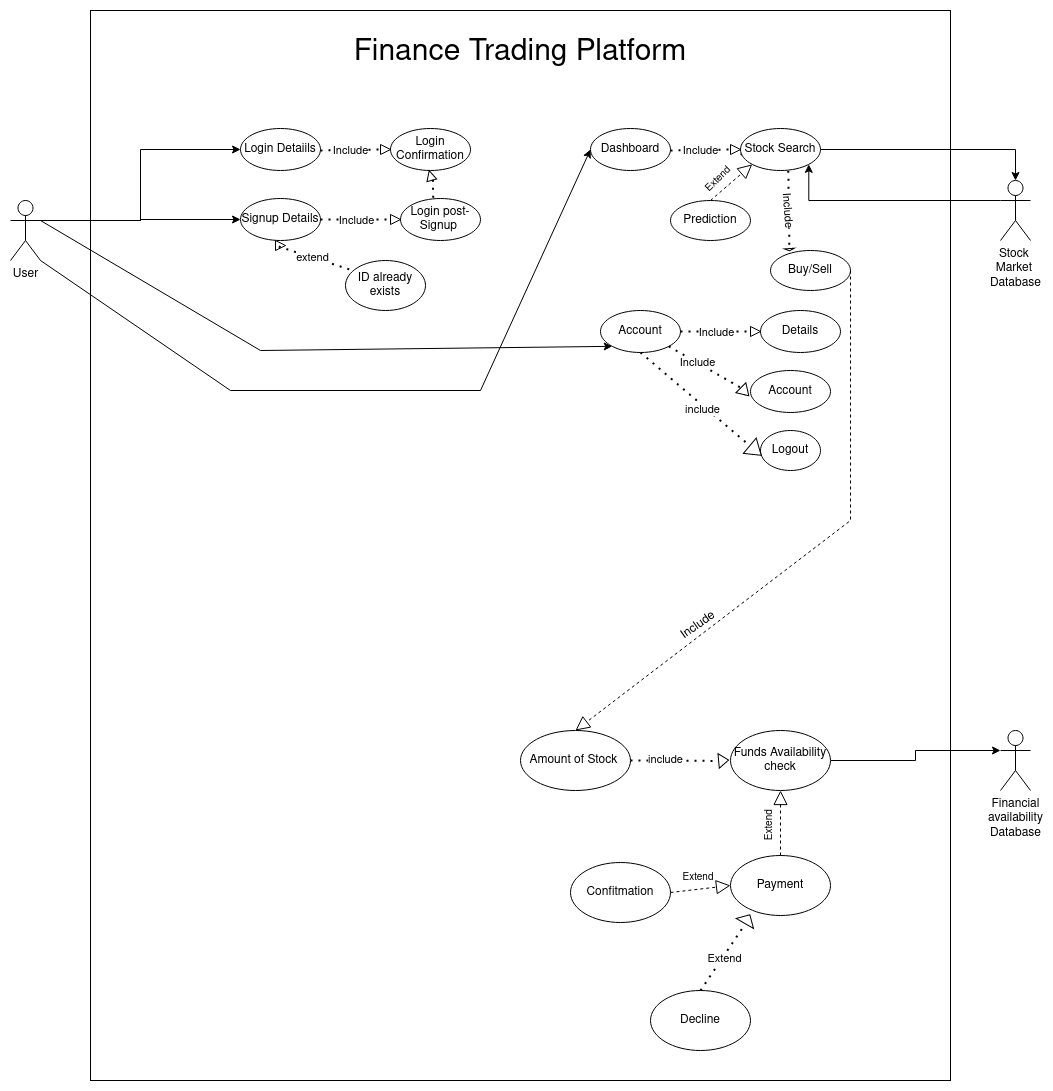 Finance Trading Platform
Login Detaiils
Include
Login
Confirmation
Dashboard
Include
Stock Search
Extend
Signup Details
Include
Login post-
Signup
Prediction
Include
User
extend
ID already
exists
Buy/Sell
Stock
Market
Database
Account
Include
Details
Include
Account
include
Logout
Include
Amount of Stock
include
Funds Availability
check
Financial
availability
Database
Extend
Confitmation
Extend
Payment
Extend
Decline